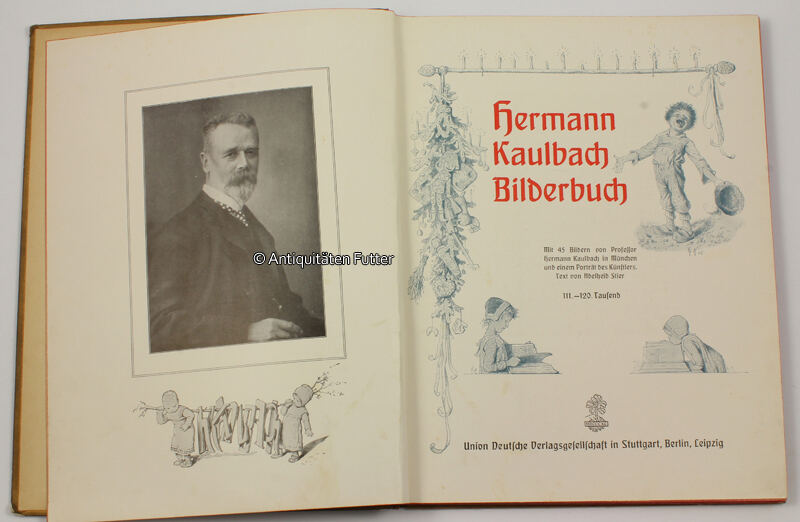 © Antiquitäten Futter
Hermann
Kaulbach
Bilderbuch
Mit 45 Bildern von Professor
Hermann Kaulbach in München
und einem Porträt des Künstlers.
Text von Adelheid Stier
111.—120. Tausend
Union Deutsche Verlagsgesellschaft in Stuttgart, Berlin, Leipzig